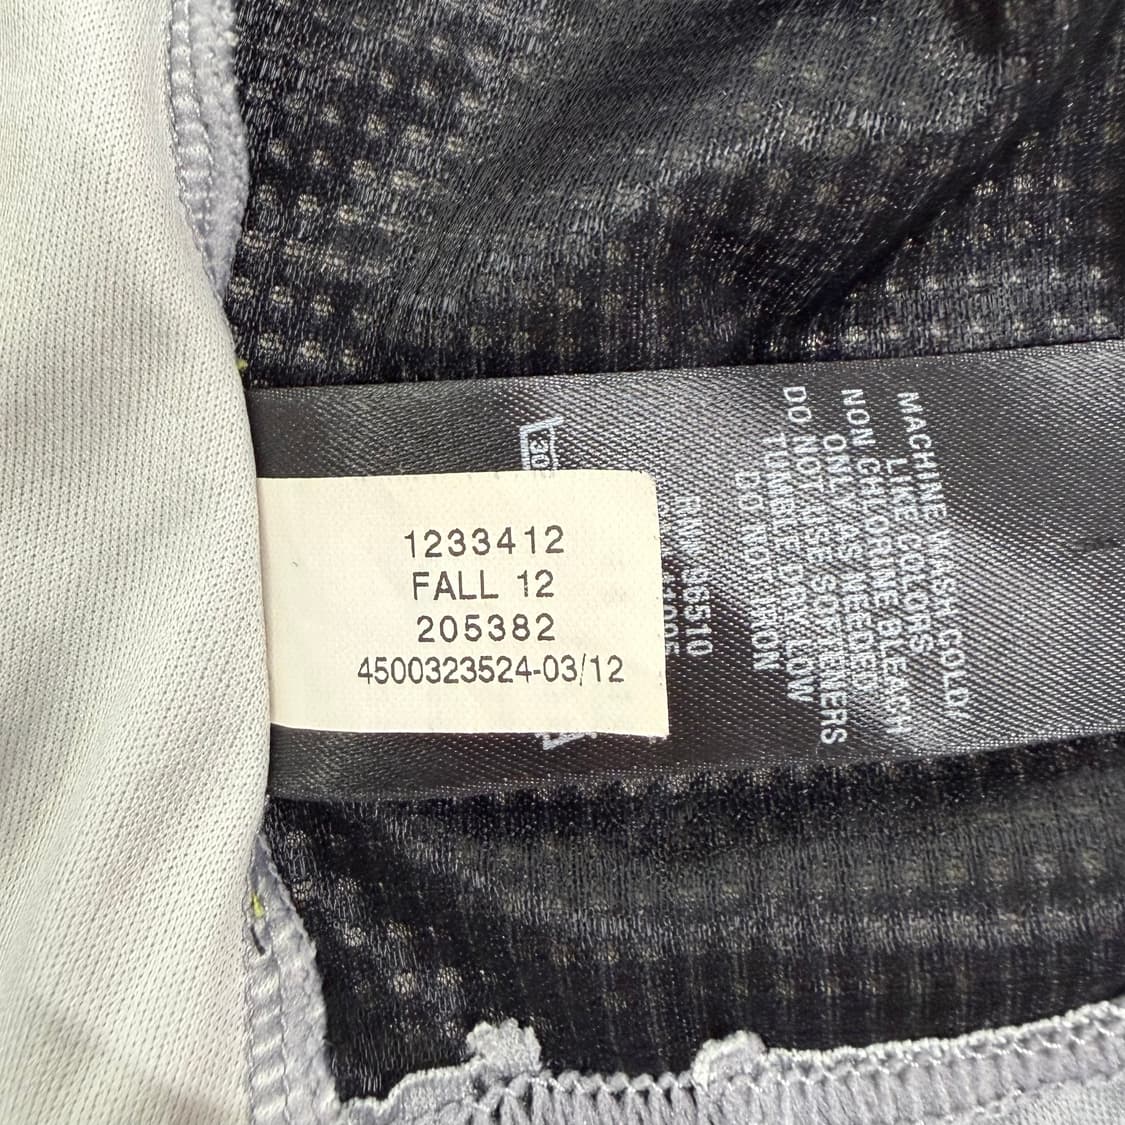 1233412
FALL 12
205382
4500323524-03/12
MACHINE WASH COLD
LIKE COLORS
NON CHLORINE BLEACH
ONLY AS NEEDED
DO NOT USE SOFTENERS
TUMBLE DRY LOW
DO NOT IRON
30